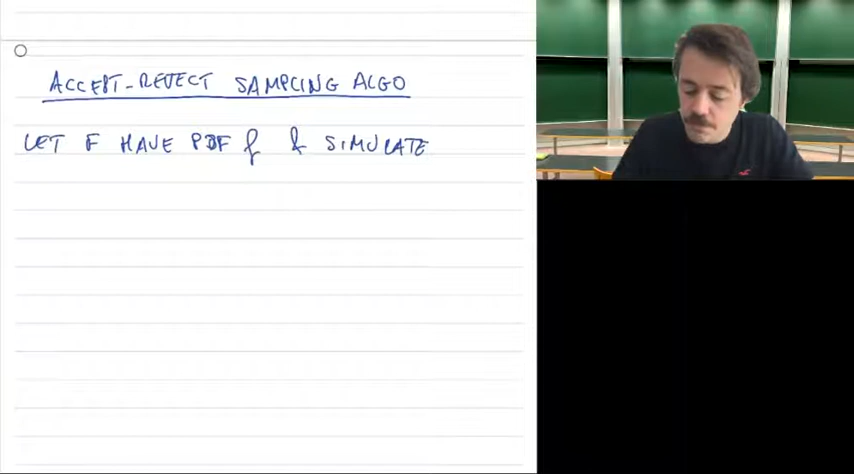 ACCEPT-REJECT SAMPLING ALGO
LET F HAVE PDF f & SIMULATE